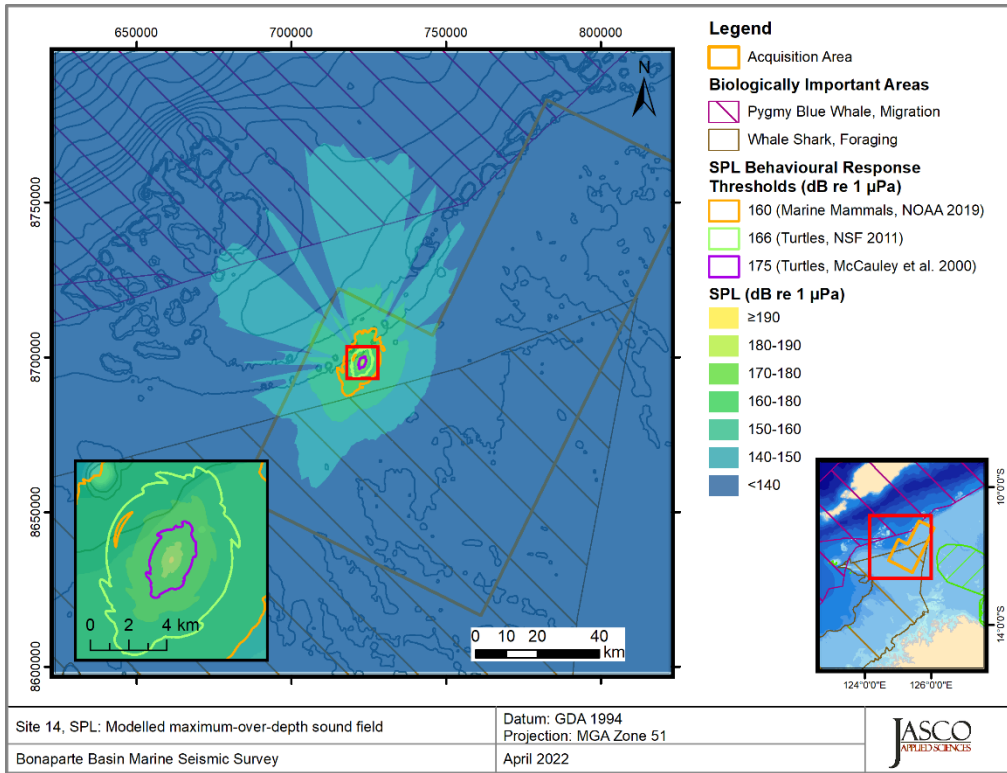 650000 700000 750000 800000
8750000
8700000
8650000
8600000
N
0 2 4 km
0 10 20 40
km
Legend
Acquisition Area
Biologically Important Areas
Pygmy Blue Whale, Migration
Whale Shark, Foraging
SPL Behavioural Response
Thresholds (dB re 1 µPa)
160 (Marine Mammals, NOAA 2019)
166 (Turtles, NSF 2011)
175 (Turtles, McCauley et al. 2000)
SPL (dB re 1 µPa)
≥190
180-190
170-180
160-180
150-160
140-150
<140
10°0'0"S
14°0'0"S
124°0'0"E 126°0'0"E
Site 14, SPL: Modelled maximum-over-depth sound field
Datum: GDA 1994
Projection: MGA Zone 51
Bonaparte Basin Marine Seismic Survey
April 2022
JASCO
APPLIED SCIENCES